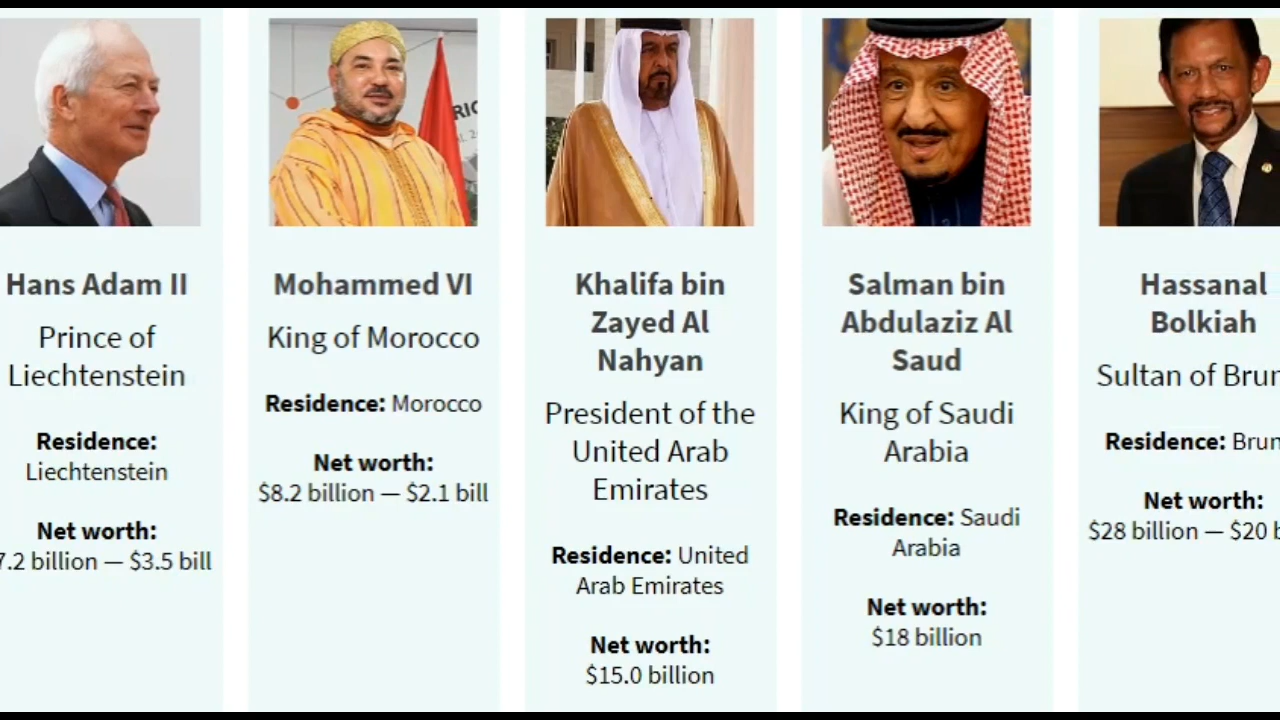 RIC
L 2
Hans Adam II
Prince of
Liechtenstein
Residence:
Liechtenstein
Net worth:
7.2 billion — $3.5 bill
Mohammed VI
King of Morocco
Residence: Morocco
Net worth:
$8.2 billion — $2.1 bill
Khalifa bin
Zayed Al
Nahyan
President of the
United Arab
Emirates
Residence: United
Arab Emirates
Net worth:
$15.0 billion
Salman bin
Abdulaziz Al
Saud
King of Saudi
Arabia
Residence: Saudi
Arabia
Net worth:
$18 billion
Hassanal
Bolkiah
Sultan of Brun
Residence: Brun
Net worth:
$28 billion — $20 b